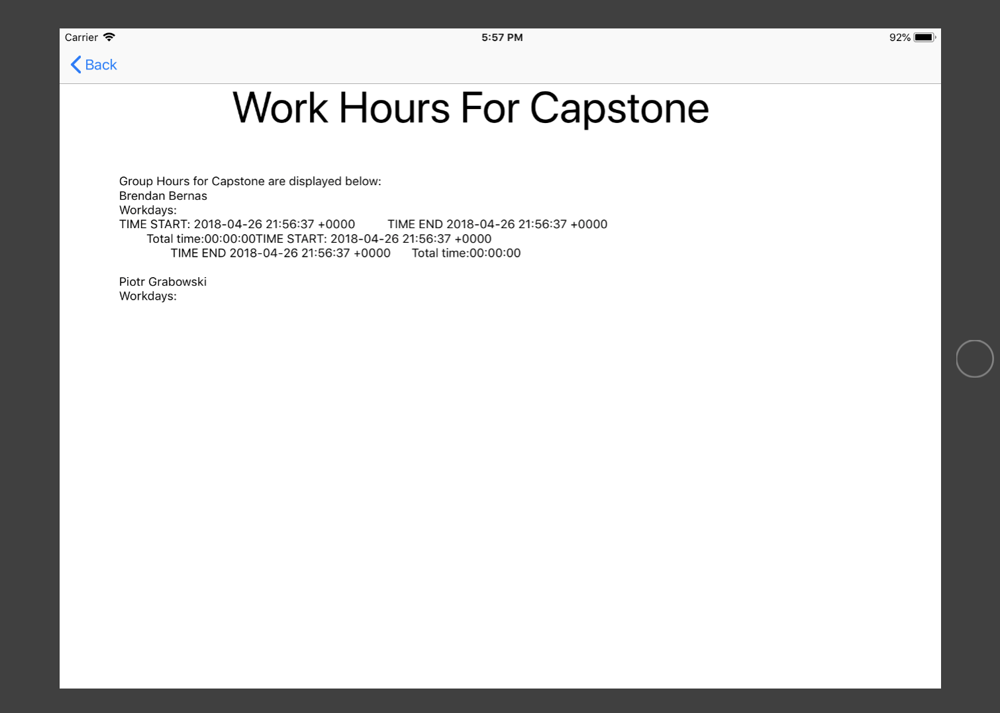 Carrier 5:57 PM 92%
Back
Work Hours For Capstone
Group Hours for Capstone are displayed below:
Brendan Bernas
Workdays:
TIME START: 2018-04-26 21:56:37 +0000 TIME END 2018-04-26 21:56:37 +0000
Total time:00:00:00TIME START: 2018-04-26 21:56:37 +0000
TIME END 2018-04-26 21:56:37 +0000 Total time:00:00:00
Piotr Grabowski
Workdays: